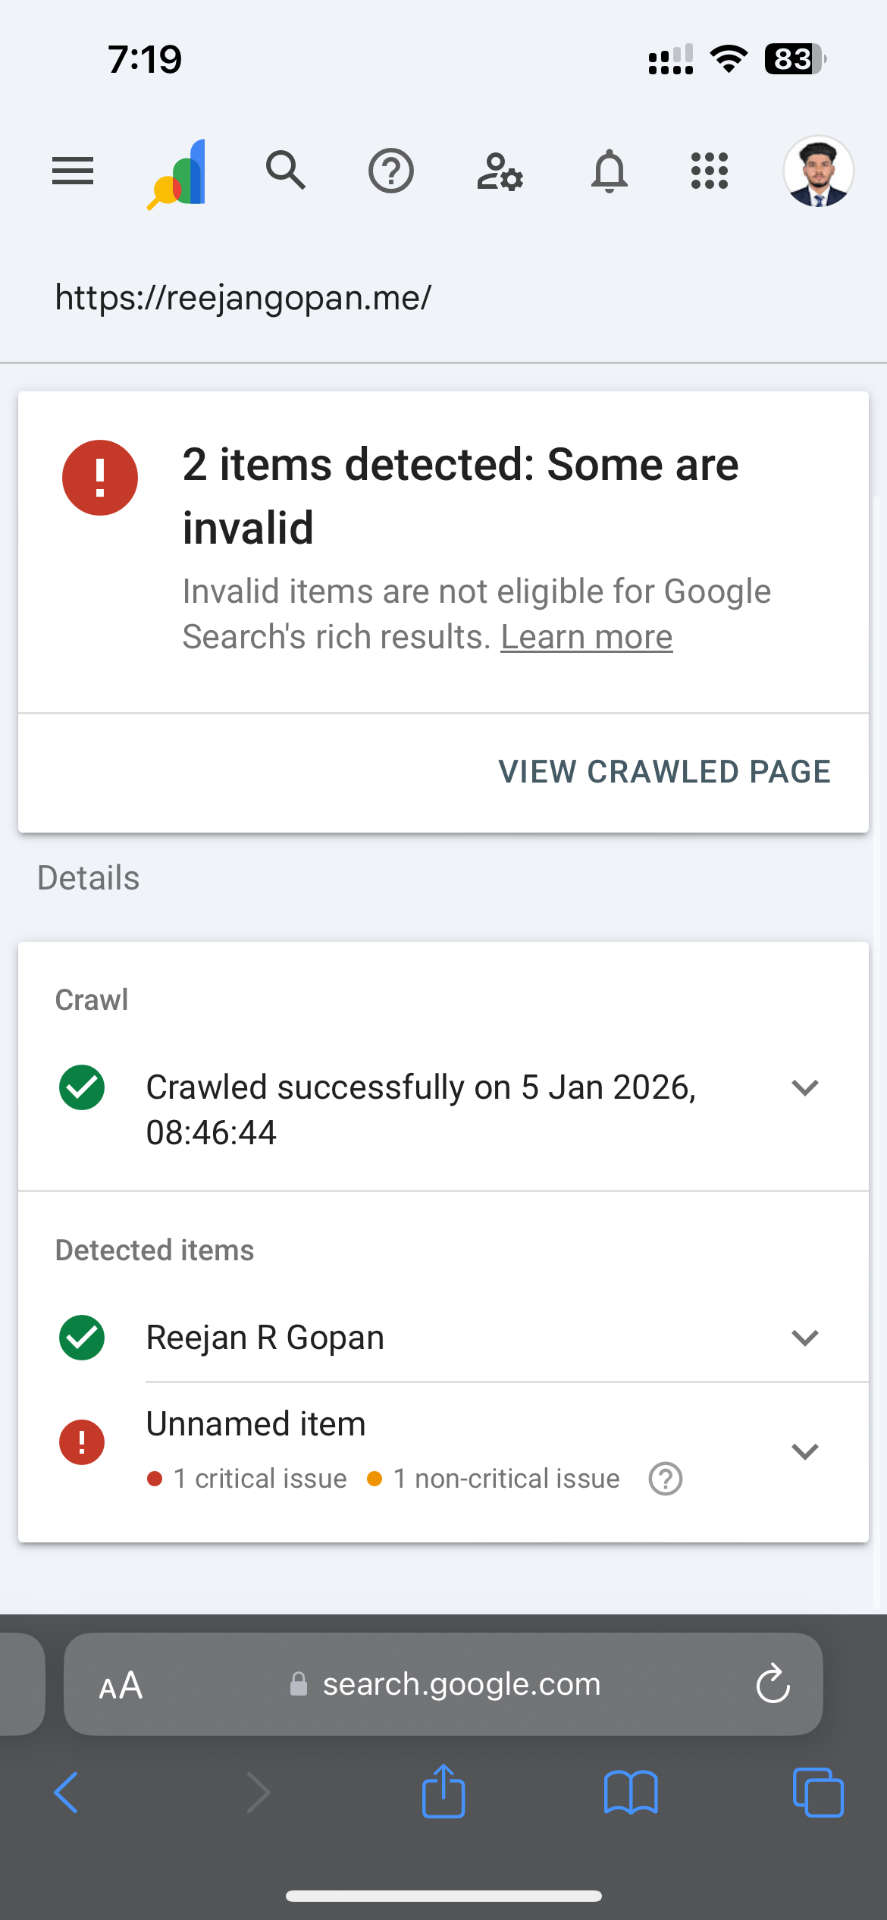 7:19
83
https://reejangopan.me/
2 items detected: Some are
invalid
Invalid items are not eligible for Google
Search's rich results. Learn more
VIEW CRAWLED PAGE
Details
Crawl
Crawled successfully on 5 Jan 2026,
08:46:44
Detected items
Reejan R Gopan
Unnamed item
1 critical issue 1 non-critical issue
AA search.google.com